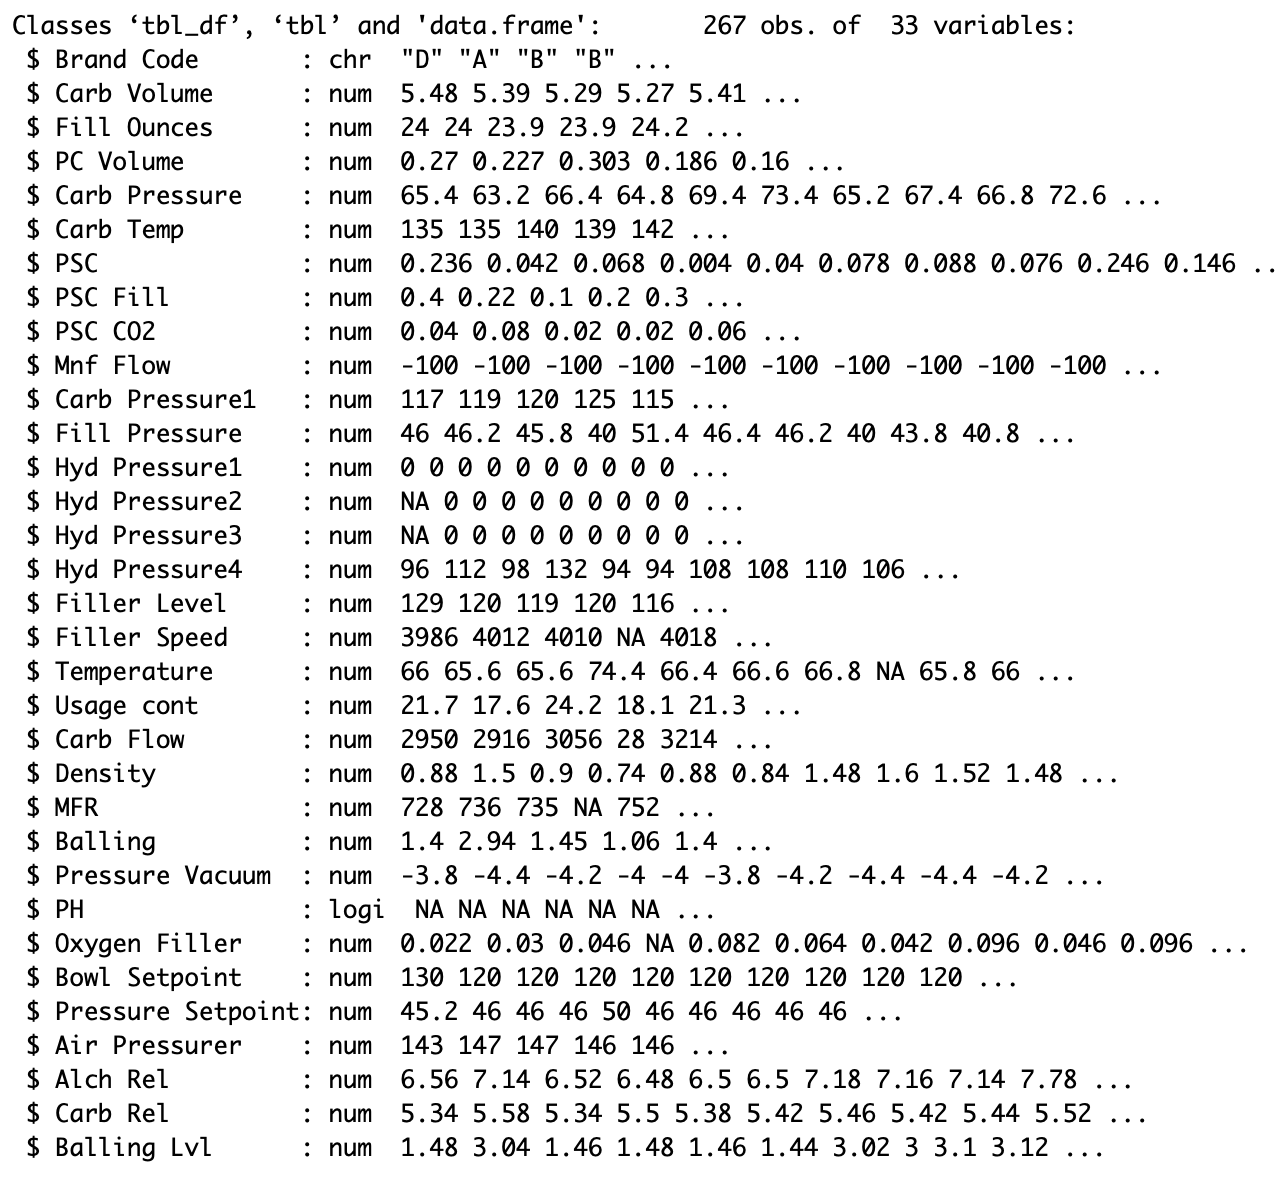 Classes ‘tbl_df’, ‘tbl’ and 'data.frame':	267 obs. of  33 variables:
 $ Brand Code       : chr  "D" "A" "B" "B" ...
 $ Carb Volume      : num  5.48 5.39 5.29 5.27 5.41 ...
 $ Fill Ounces      : num  24 24 23.9 23.9 24.2 ...
 $ PC Volume        : num  0.27 0.227 0.303 0.186 0.16 ...
 $ Carb Pressure    : num  65.4 63.2 66.4 64.8 69.4 73.4 65.2 67.4 66.8 72.6 ...
 $ Carb Temp        : num  135 135 140 139 142 ...
 $ PSC              : num  0.236 0.042 0.068 0.004 0.04 0.078 0.088 0.076 0.246 0.146 ..
 $ PSC Fill         : num  0.4 0.22 0.1 0.2 0.3 ...
 $ PSC CO2          : num  0.04 0.08 0.02 0.02 0.06 ...
 $ Mnf Flow         : num  -100 -100 -100 -100 -100 -100 -100 -100 -100 -100 ...
 $ Carb Pressure1   : num  117 119 120 125 115 ...
 $ Fill Pressure    : num  46 46.2 45.8 40 51.4 46.4 46.2 40 43.8 40.8 ...
 $ Hyd Pressure1    : num  0 0 0 0 0 0 0 0 0 0 ...
 $ Hyd Pressure2    : num  NA 0 0 0 0 0 0 0 0 0 ...
 $ Hyd Pressure3    : num  NA 0 0 0 0 0 0 0 0 0 ...
 $ Hyd Pressure4    : num  96 112 98 132 94 94 108 108 110 106 ...
 $ Filler Level     : num  129 120 119 120 116 ...
 $ Filler Speed     : num  3986 4012 4010 NA 4018 ...
 $ Temperature      : num  66 65.6 65.6 74.4 66.4 66.6 66.8 NA 65.8 66 ...
 $ Usage cont       : num  21.7 17.6 24.2 18.1 21.3 ...
 $ Carb Flow        : num  2950 2916 3056 28 3214 ...
 $ Density          : num  0.88 1.5 0.9 0.74 0.88 0.84 1.48 1.6 1.52 1.48 ...
 $ MFR              : num  728 736 735 NA 752 ...
 $ Balling          : num  1.4 2.94 1.45 1.06 1.4 ...
 $ Pressure Vacuum  : num  -3.8 -4.4 -4.2 -4 -4 -3.8 -4.2 -4.4 -4.4 -4.2 ...
 $ PH               : logi  NA NA NA NA NA NA ...
 $ Oxygen Filler    : num  0.022 0.03 0.046 NA 0.082 0.064 0.042 0.096 0.046 0.096 ...
 $ Bowl Setpoint    : num  130 120 120 120 120 120 120 120 120 120 ...
 $ Pressure Setpoint: num  45.2 46 46 46 50 46 46 46 46 46 ...
 $ Air Pressurer    : num  143 147 147 146 146 ...
 $ Alch Rel         : num  6.56 7.14 6.52 6.48 6.5 6.5 7.18 7.16 7.14 7.78 ...
 $ Carb Rel         : num  5.34 5.58 5.34 5.5 5.38 5.42 5.46 5.42 5.44 5.52 ...
 $ Balling Lvl      : num  1.48 3.04 1.46 1.48 1.46 1.44 3.02 3 3.1 3.12 ...